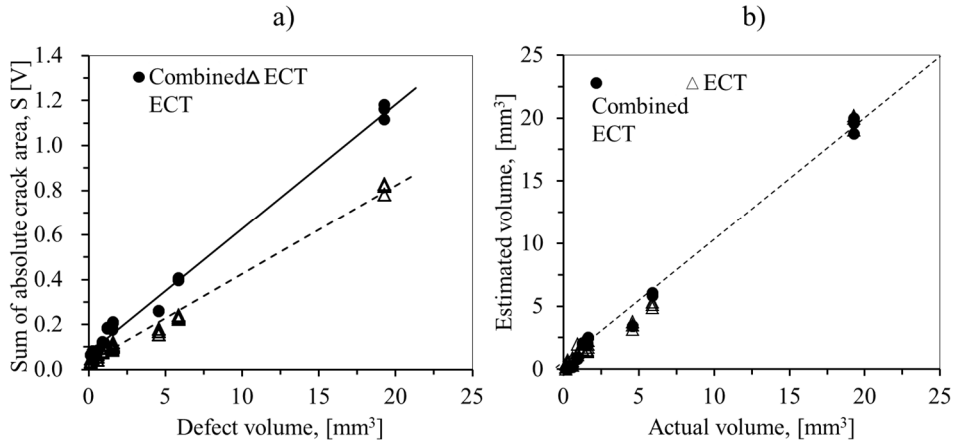 a)
Sum of absolute crack area, S [V]
1.4
1.2
1.0
0.8
0.6
0.4
0.2
0.0
Combined ECT
ECT
0 5 10 15 20 25
Defect volume, [mm³]
b)
Estimated volume, [mm³]
25
20
15
10
5
0
ECT
Combined
ECT
0 5 10 15 20 25
Actual volume, [mm³]